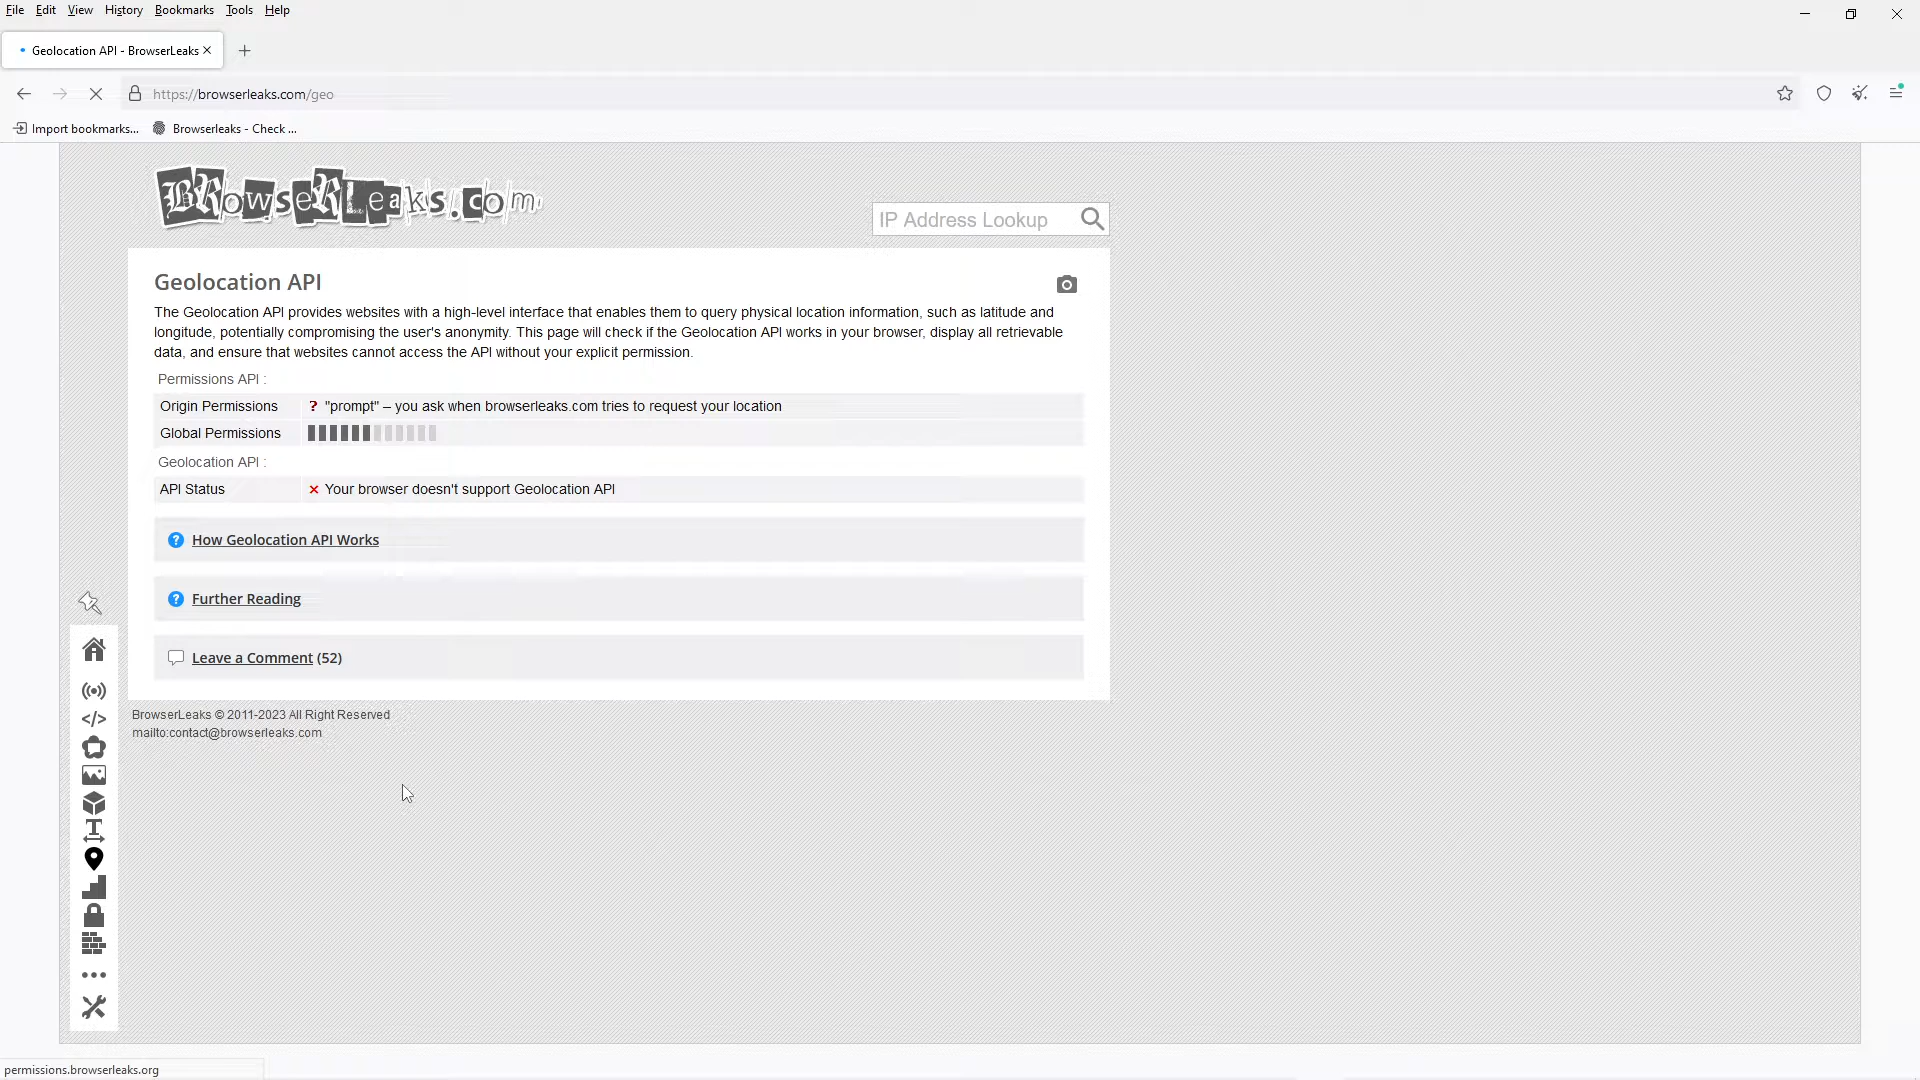 File Edit View History Bookmarks Tools Help
Geolocation API - BrowserLeaks
https://browserleaks.com/geo
Import bookmarks... Browserleaks - Check ...
BRowseRLeaks.com
IP Address Lookup
Geolocation API
The Geolocation API provides websites with a high-level interface that enables them to query physical location information, such as latitude and
longitude, potentially compromising the user's anonymity. This page will check if the Geolocation API works in your browser, display all retrievable
data, and ensure that websites cannot access the API without your explicit permission.
Permissions API :
Origin Permissions ? "prompt" – you ask when browserleaks.com tries to request your location
Global Permissions
Geolocation API :
API Status × Your browser doesn't support Geolocation API
? How Geolocation API Works
? Further Reading
Leave a Comment (52)
BrowserLeaks © 2011-2023 All Right Reserved
mailto:contact@browserleaks.com
permissions.browserleaks.org